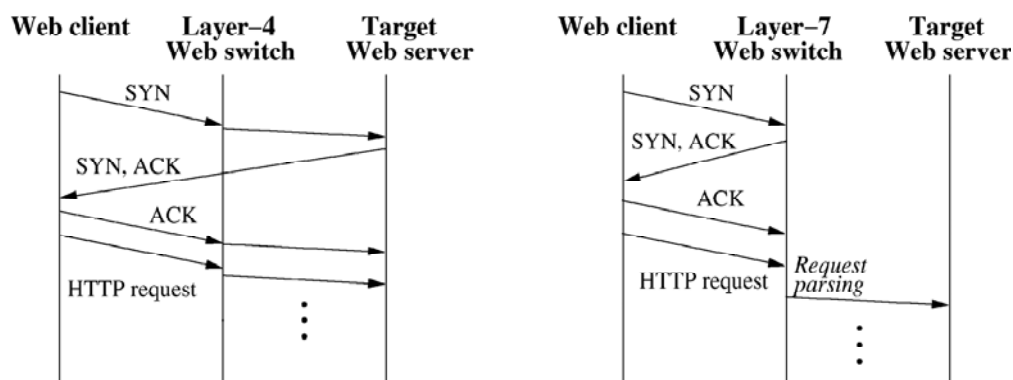 Web client
Layer–4
Web switch
Target
Web server
SYN
SYN, ACK
ACK
HTTP request
Web client
Layer–7
Web switch
Target
Web server
SYN
SYN, ACK
ACK
HTTP request
Request
parsing